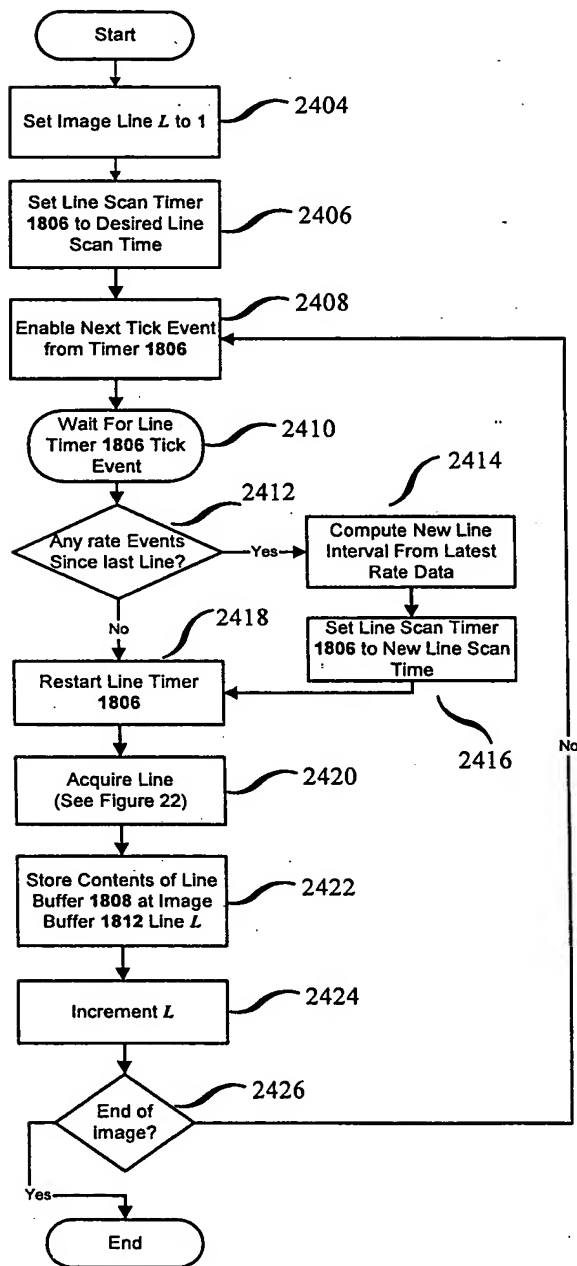 Start
Set Image Line L to 1
2404
Set Line Scan Timer
1806 to Desired Line
Scan Time
2406
Enable Next Tick Event
from Timer 1806
2408
Wait For Line
Timer 1806 Tick
Event
2410
Any rate Events
Since last Line?
2412
Yes
Compute New Line
Interval From Latest
Rate Data
2414
Set Line Scan Timer
1806 to New Line Scan
Time
2416
No
Restart Line Timer
1806
2418
Acquire Line
(See Figure 22)
2420
Store Contents of Line
Buffer 1808 at Image
Buffer 1812 Line L
2422
Increment L
2424
End of
image?
2426
No
Yes
End